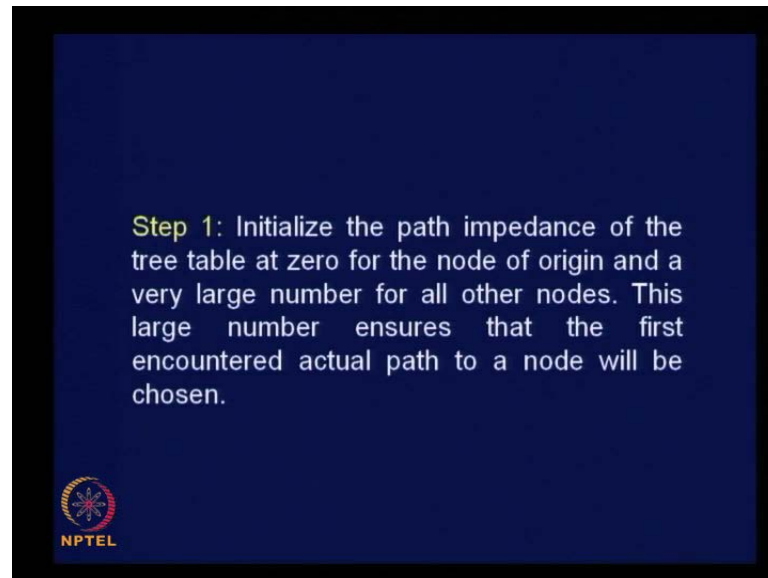 Step 1: Initialize the path impedance of the
tree table at zero for the node of origin and a
very large number for all other nodes. This
large number ensures that the first
encountered actual path to a node will be
chosen.
NPTEL